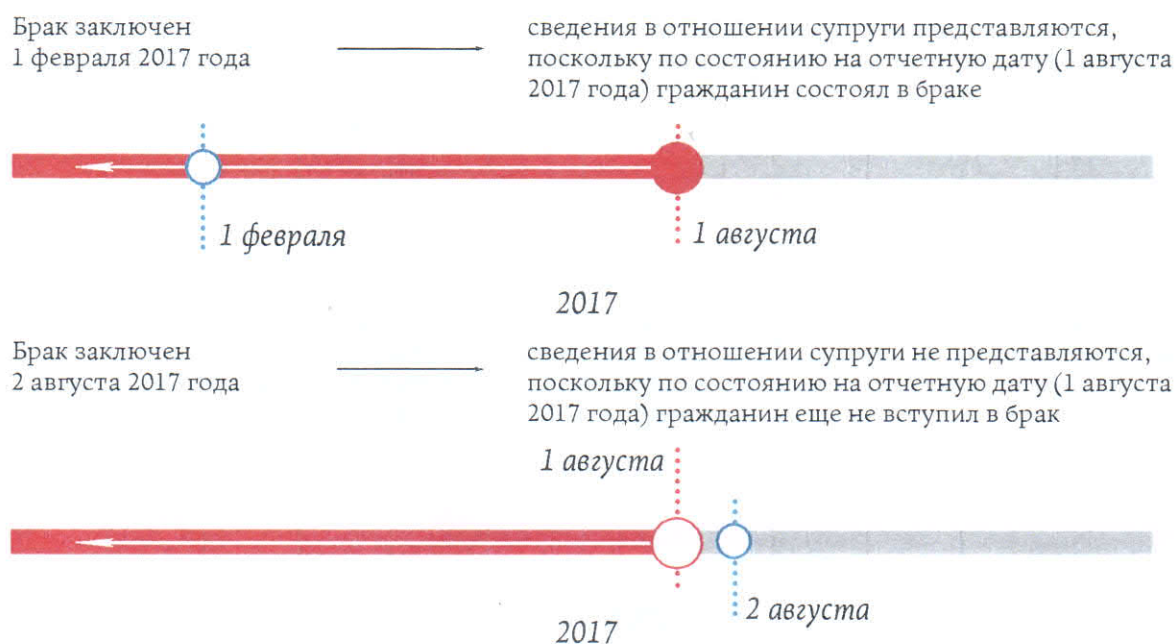 Брак заключен
1 февраля 2017 года
сведения в отношении супруги представляются,
поскольку по состоянию на отчетную дату (1 августа
2017 года) гражданин состоял в браке
1 февраля
1 августа
2017
Брак заключен
2 августа 2017 года
сведения в отношении супруги не представляются,
поскольку по состоянию на отчетную дату (1 августа
2017 года) гражданин еще не вступил в брак
1 августа
2 августа
2017